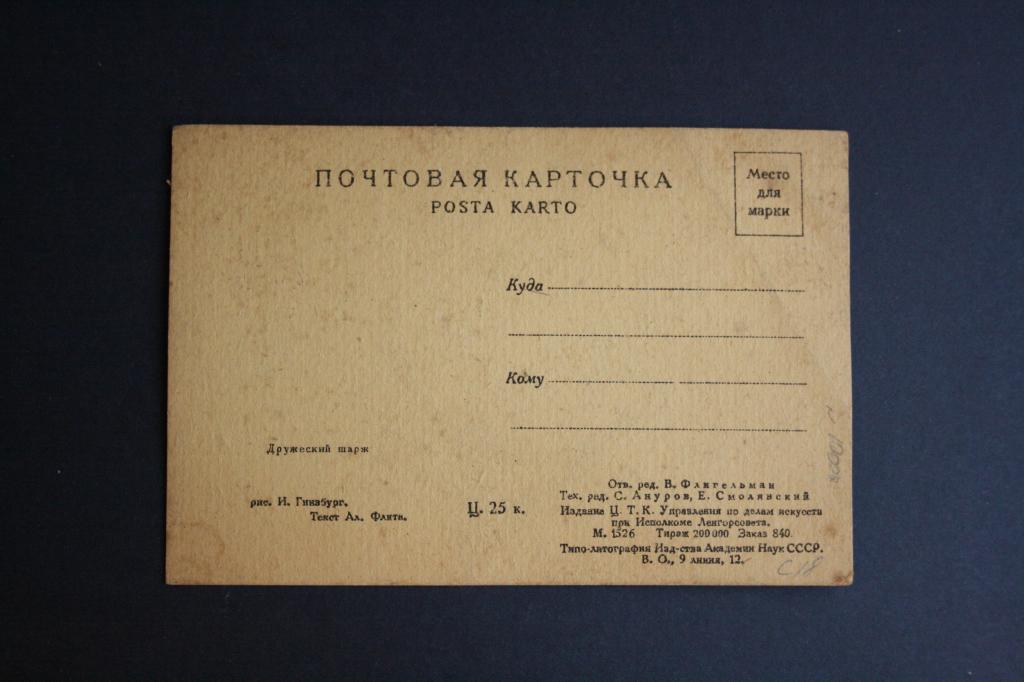 ПОЧТОВАЯ КАРТОЧКА
POSTA KARTO
Место
для
марки
Куда
Кому
Дружеский шарж
рис. И. Гинзбург.
Текст Ал. Флита.
Ц. 25 к.
Отв. ред. В. Флигельман
Тех. ред. С. Ануров, Е. Смолянский
Издание Ц. Т. К. Управления по делам искусств
при Исполкоме Ленгорсовета.
М. 1526 Тираж 200 000 Заказ 840.
Типо-литография Изд-ства Академии Наук СССР.
В. О., 9 линия, 12.
С18